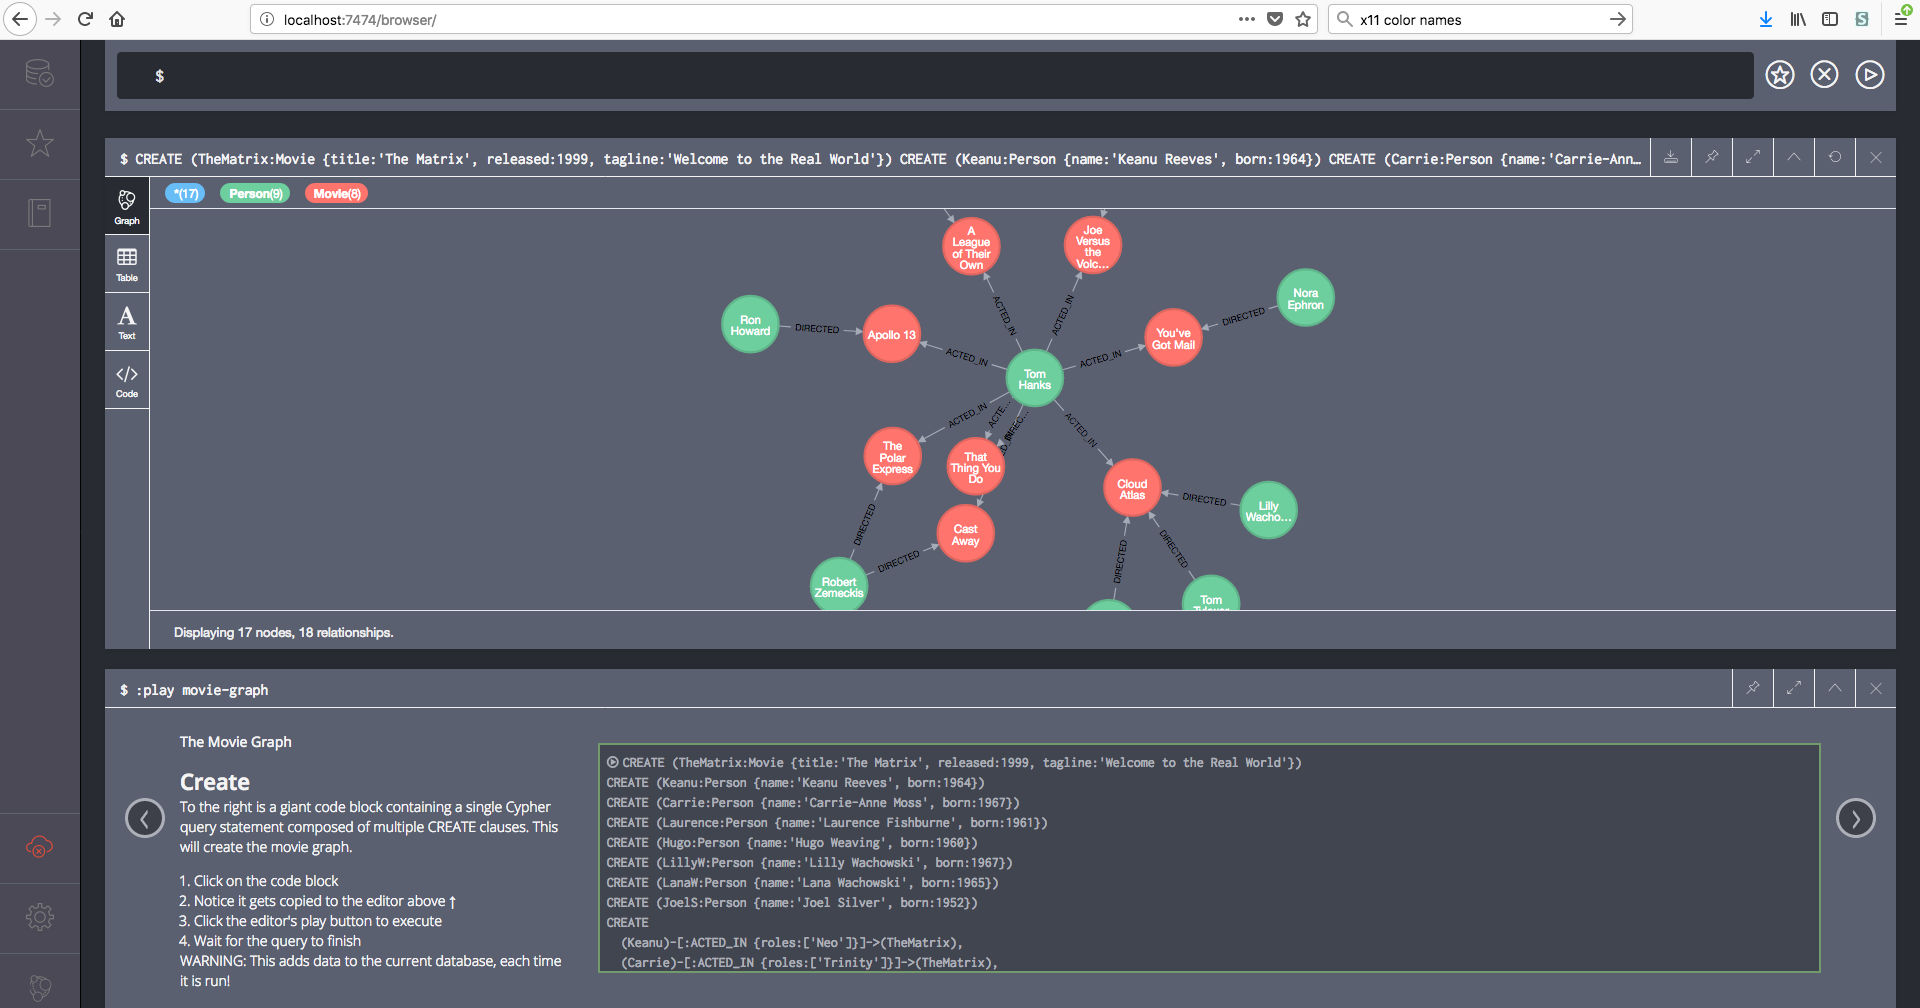 localhost:7474/browser/
x11 color names
$
$ CREATE (TheMatrix:Movie {title:'The Matrix', released:1999, tagline:'Welcome to the Real World'}) CREATE (Keanu:Person {name:'Keanu Reeves', born:1964}) CREATE (Carrie:Person {name:'Carrie-Ann…
*(17)
Person(9)
Movie(8)
Graph
Table
Text
Code
A
League
of Their
Own
Joe
Versus
the
Volc...
Nora
Ephron
Ron
Howard
Apollo 13
You've
Got Mail
Tom
Hanks
The
Polar
Express
That
Thing You
Do
Cloud
Atlas
Lilly
Wacho...
Cast
Away
Robert
Zemeckis
Tom
ACTED_IN
ACTED_IN
DIRECTED
DIRECTED
ACTED_IN
ACTED_IN
ACTED_IN
ACTE...
DIREC...
ACTED_IN
DIRECTED
DIRECTED
DIRECTED
DIRECTED
DIRECTED
Displaying 17 nodes, 18 relationships.
$ :play movie-graph
The Movie Graph
Create
To the right is a giant code block containing a single Cypher
query statement composed of multiple CREATE clauses. This
will create the movie graph.
1. Click on the code block
2. Notice it gets copied to the editor above ↑
3. Click the editor's play button to execute
4. Wait for the query to finish
WARNING: This adds data to the current database, each time
it is run!
CREATE (TheMatrix:Movie {title:'The Matrix', released:1999, tagline:'Welcome to the Real World'})
CREATE (Keanu:Person {name:'Keanu Reeves', born:1964})
CREATE (Carrie:Person {name:'Carrie-Anne Moss', born:1967})
CREATE (Laurence:Person {name:'Laurence Fishburne', born:1961})
CREATE (Hugo:Person {name:'Hugo Weaving', born:1960})
CREATE (LillyW:Person {name:'Lilly Wachowski', born:1967})
CREATE (LanaW:Person {name:'Lana Wachowski', born:1965})
CREATE (JoelS:Person {name:'Joel Silver', born:1952})
CREATE
(Keanu)-[:ACTED_IN {roles:['Neo']}]->(TheMatrix),
(Carrie)-[:ACTED_IN {roles:['Trinity']}]->(TheMatrix),